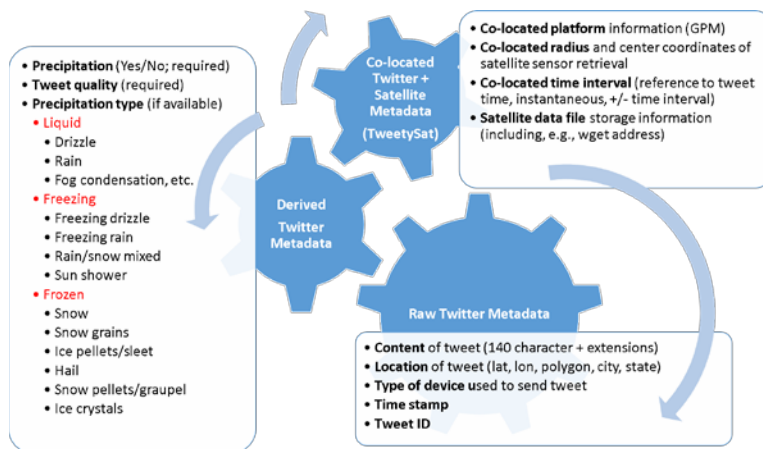 • Precipitation (Yes/No; required)
• Tweet quality (required)
• Precipitation type (if available)
• Liquid
• Drizzle
• Rain
• Fog condensation, etc.
• Freezing
• Freezing drizzle
• Freezing rain
• Rain/snow mixed
• Sun shower
• Frozen
• Snow
• Snow grains
• Ice pellets/sleet
• Hail
• Snow pellets/graupel
• Ice crystals
Co-located
Twitter +
Satellite
Metadata
(TweetySat)
• Co-located platform information (GPM)
• Co-located radius and center coordinates of
satellite sensor retrieval
• Co-located time interval (reference to tweet
time, instantaneous, +/- time interval)
• Satellite data file storage information
(including, e.g., wget address)
Derived
Twitter
Metadata
Raw Twitter Metadata
• Content of tweet (140 character + extensions)
• Location of tweet (lat, lon, polygon, city, state)
• Type of device used to send tweet
• Time stamp
• Tweet ID